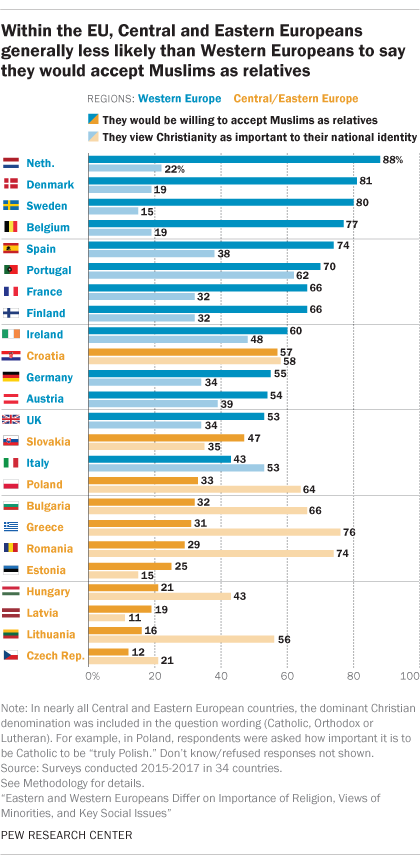 Within the EU, Central and Eastern Europeans
generally less likely than Western Europeans to say
they would accept Muslims as relatives
REGIONS: Western Europe Central/Eastern Europe
They would be willing to accept Muslims as relatives
They view Christianity as important to their national identity
Neth. 88%
22%
Denmark 81
19
Sweden 80
15
Belgium 77
19
Spain 74
38
Portugal 70
62
France 66
32
Finland 66
32
Ireland 60
48
Croatia 57
58
Germany 55
34
Austria 54
39
UK 53
34
Slovakia 47
35
Italy 43
53
Poland 33
64
Bulgaria 32
66
Greece 31
76
Romania 29
74
Estonia 25
15
Hungary 21
43
Latvia 19
11
Lithuania 16
56
Czech Rep. 12
21
0% 20 40 60 80 100
Note: In nearly all Central and Eastern European countries, the dominant Christian
denomination was included in the question wording (Catholic, Orthodox or
Lutheran). For example, in Poland, respondents were asked how important it is to
be Catholic to be “truly Polish.” Don’t know/refused responses not shown.
Source: Surveys conducted 2015-2017 in 34 countries.
See Methodology for details.
“Eastern and Western Europeans Differ on Importance of Religion, Views of
Minorities, and Key Social Issues”
PEW RESEARCH CENTER